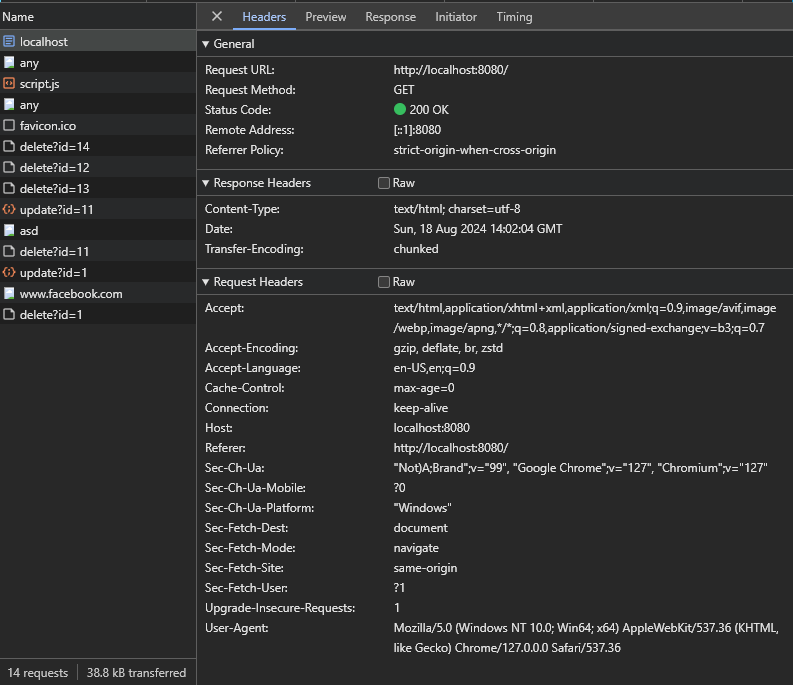 Name
localhost
any
script.js
any
favicon.ico
delete?id=14
delete?id=12
delete?id=13
update?id=11
asd
delete?id=11
update?id=1
www.facebook.com
delete?id=1
14 requests 38.8 kB transferred
Headers Preview Response Initiator Timing
General
Request URL: http://localhost:8080/
Request Method: GET
Status Code: 200 OK
Remote Address: [::1]:8080
Referrer Policy: strict-origin-when-cross-origin
Response Headers Raw
Content-Type: text/html; charset=utf-8
Date: Sun, 18 Aug 2024 14:02:04 GMT
Transfer-Encoding: chunked
Request Headers Raw
Accept: text/html,application/xhtml+xml,application/xml;q=0.9,image/avif,image
/webp,image/apng,*/*;q=0.8,application/signed-exchange;v=b3;q=0.7
Accept-Encoding: gzip, deflate, br, zstd
Accept-Language: en-US,en;q=0.9
Cache-Control: max-age=0
Connection: keep-alive
Host: localhost:8080
Referer: http://localhost:8080/
Sec-Ch-Ua: "Not)A;Brand";v="99", "Google Chrome";v="127", "Chromium";v="127"
Sec-Ch-Ua-Mobile: ?0
Sec-Ch-Ua-Platform: "Windows"
Sec-Fetch-Dest: document
Sec-Fetch-Mode: navigate
Sec-Fetch-Site: same-origin
Sec-Fetch-User: ?1
Upgrade-Insecure-Requests: 1
User-Agent: Mozilla/5.0 (Windows NT 10.0; Win64; x64) AppleWebKit/537.36 (KHTML,
like Gecko) Chrome/127.0.0.0 Safari/537.36